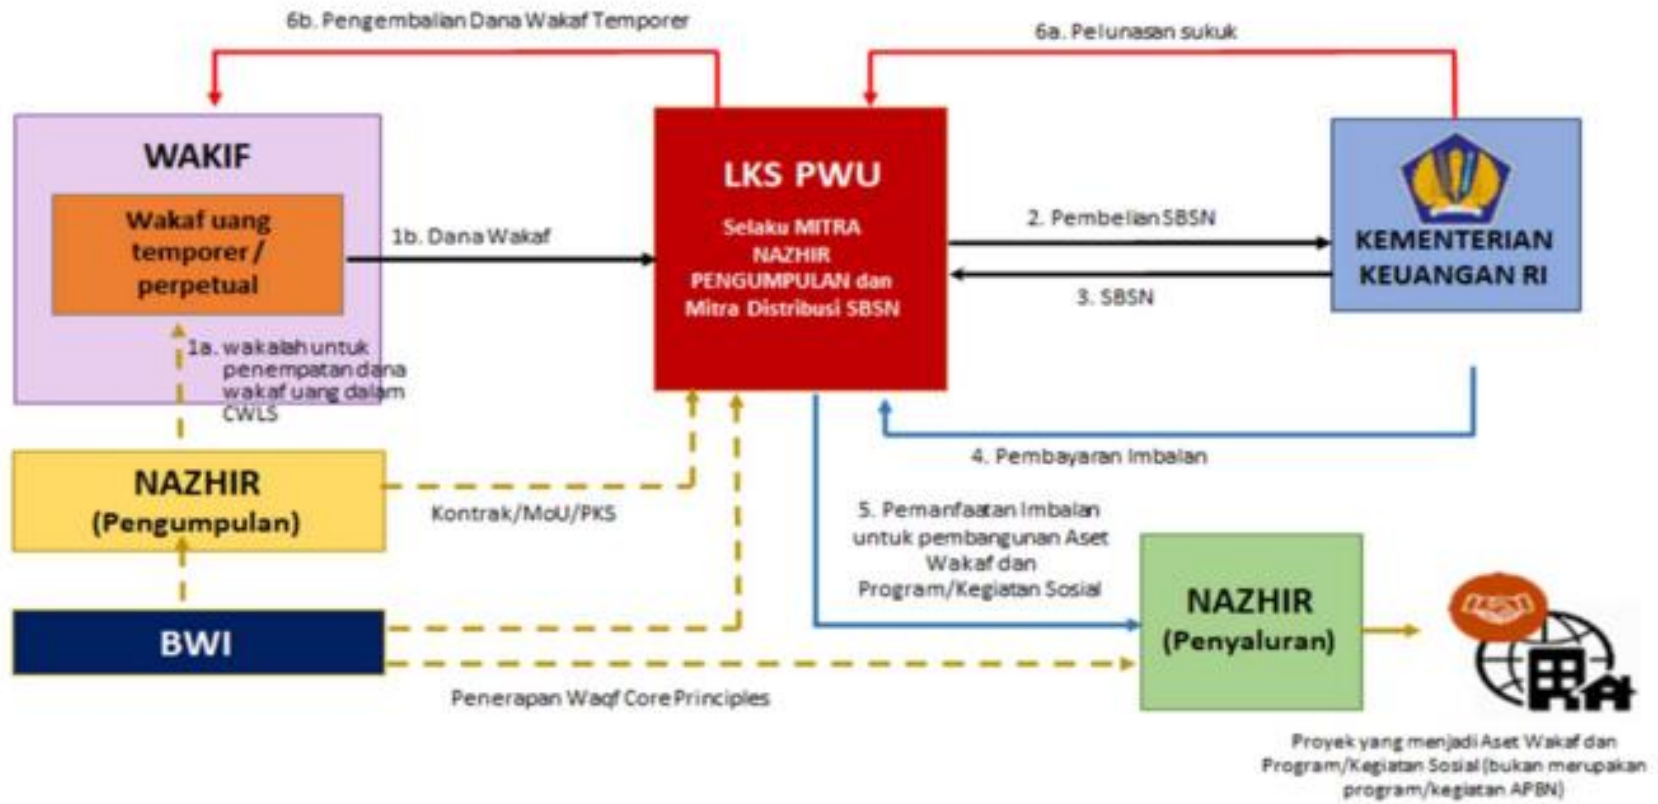 6b. Pengembalian Dana Wakaf Temporer
6a. Pelunasan sukuk
WAKIF
Wakaf uang
temporer /
perpetual
1b. Dana Wakaf
LKS PWU
Selaku MITRA
NAZHIR
PENGUMPULAN dan
Mitra Distribusi SBSN
2. Pembelian SBSN
3. SBSN
KEMENTERIAN
KEUANGAN RI
1a. wakalah untuk
penempatan dana
wakaf uang dalam
CWLS
4. Pembayaran Imbalan
NAZHIR
(Pengumpulan)
Kontrak/MoU/PKS
5. Pemanfaatan Imbalan
untuk pembangunan Aset
Wakaf dan
Program/Kegiatan Sosial
BWI
Penerapan Waqf Core Principles
NAZHIR
(Penyaluran)
Proyek yang menjadi Aset Wakaf dan
Program/Kegiatan Sosial (bukan merupakan
program/kegiatan APBN)